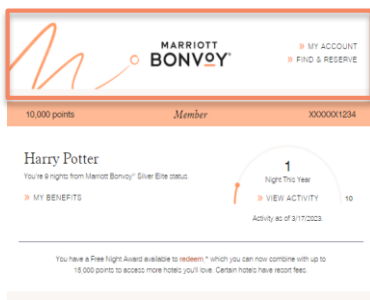 MARRIOTT
BONVOY
» MY ACCOUNT
» FIND & RESERVE
10,000 points
Member
XXXXXX1234
Harry Potter
You're 9 nights from Marriott Bonvoy® Silver Elite status.
» MY BENEFITS
1
Night This Year
» VIEW ACTIVITY
10
Activity as of 3/17/2023.
You have a Free Night Award available to redeem,* which you can now combine with up to
15,000 points to access more hotels you'll love. Certain hotels have resort fees.